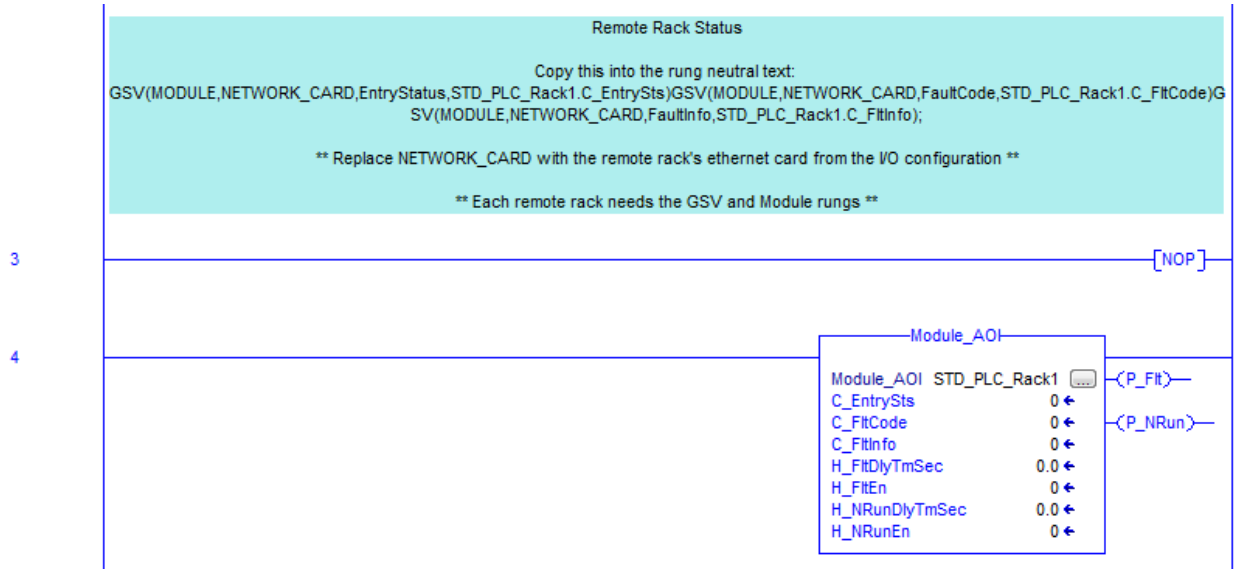 Remote Rack Status
Copy this into the rung neutral text:
GSV(MODULE,NETWORK_CARD,EntryStatus,STD_PLC_Rack1.C_EntrySts)GSV(MODULE,NETWORK_CARD,FaultCode,STD_PLC_Rack1.C_FltCode)G
SV(MODULE,NETWORK_CARD,FaultInfo,STD_PLC_Rack1.C_FltInfo);
** Replace NETWORK_CARD with the remote rack's ethernet card from the I/O configuration **
** Each remote rack needs the GSV and Module rungs **
3 NOP
Module_AOI
4
Module_AOI STD_PLC_Rack1 ... P_Flt
C_EntrySts 0
C_FltCode 0 P_NRun
C_FltInfo 0
H_FltDlyTmSec 0.0
H_FltEn 0
H_NRunDlyTmSec 0.0
H_NRunEn 0